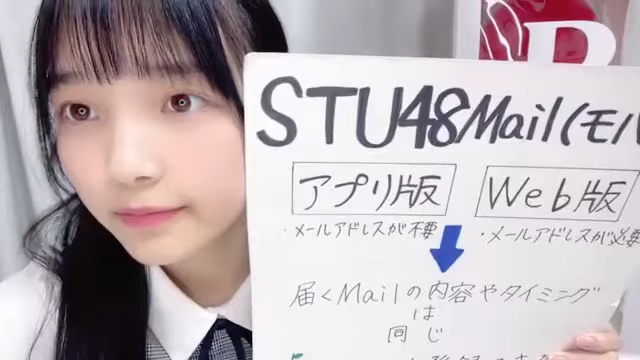 B
STU48Mail(モバ
アプリ版 Web版
・メールアドレスが不要 ・メールアドレスが必要
届くMailの内容やタイミング
は
同じ